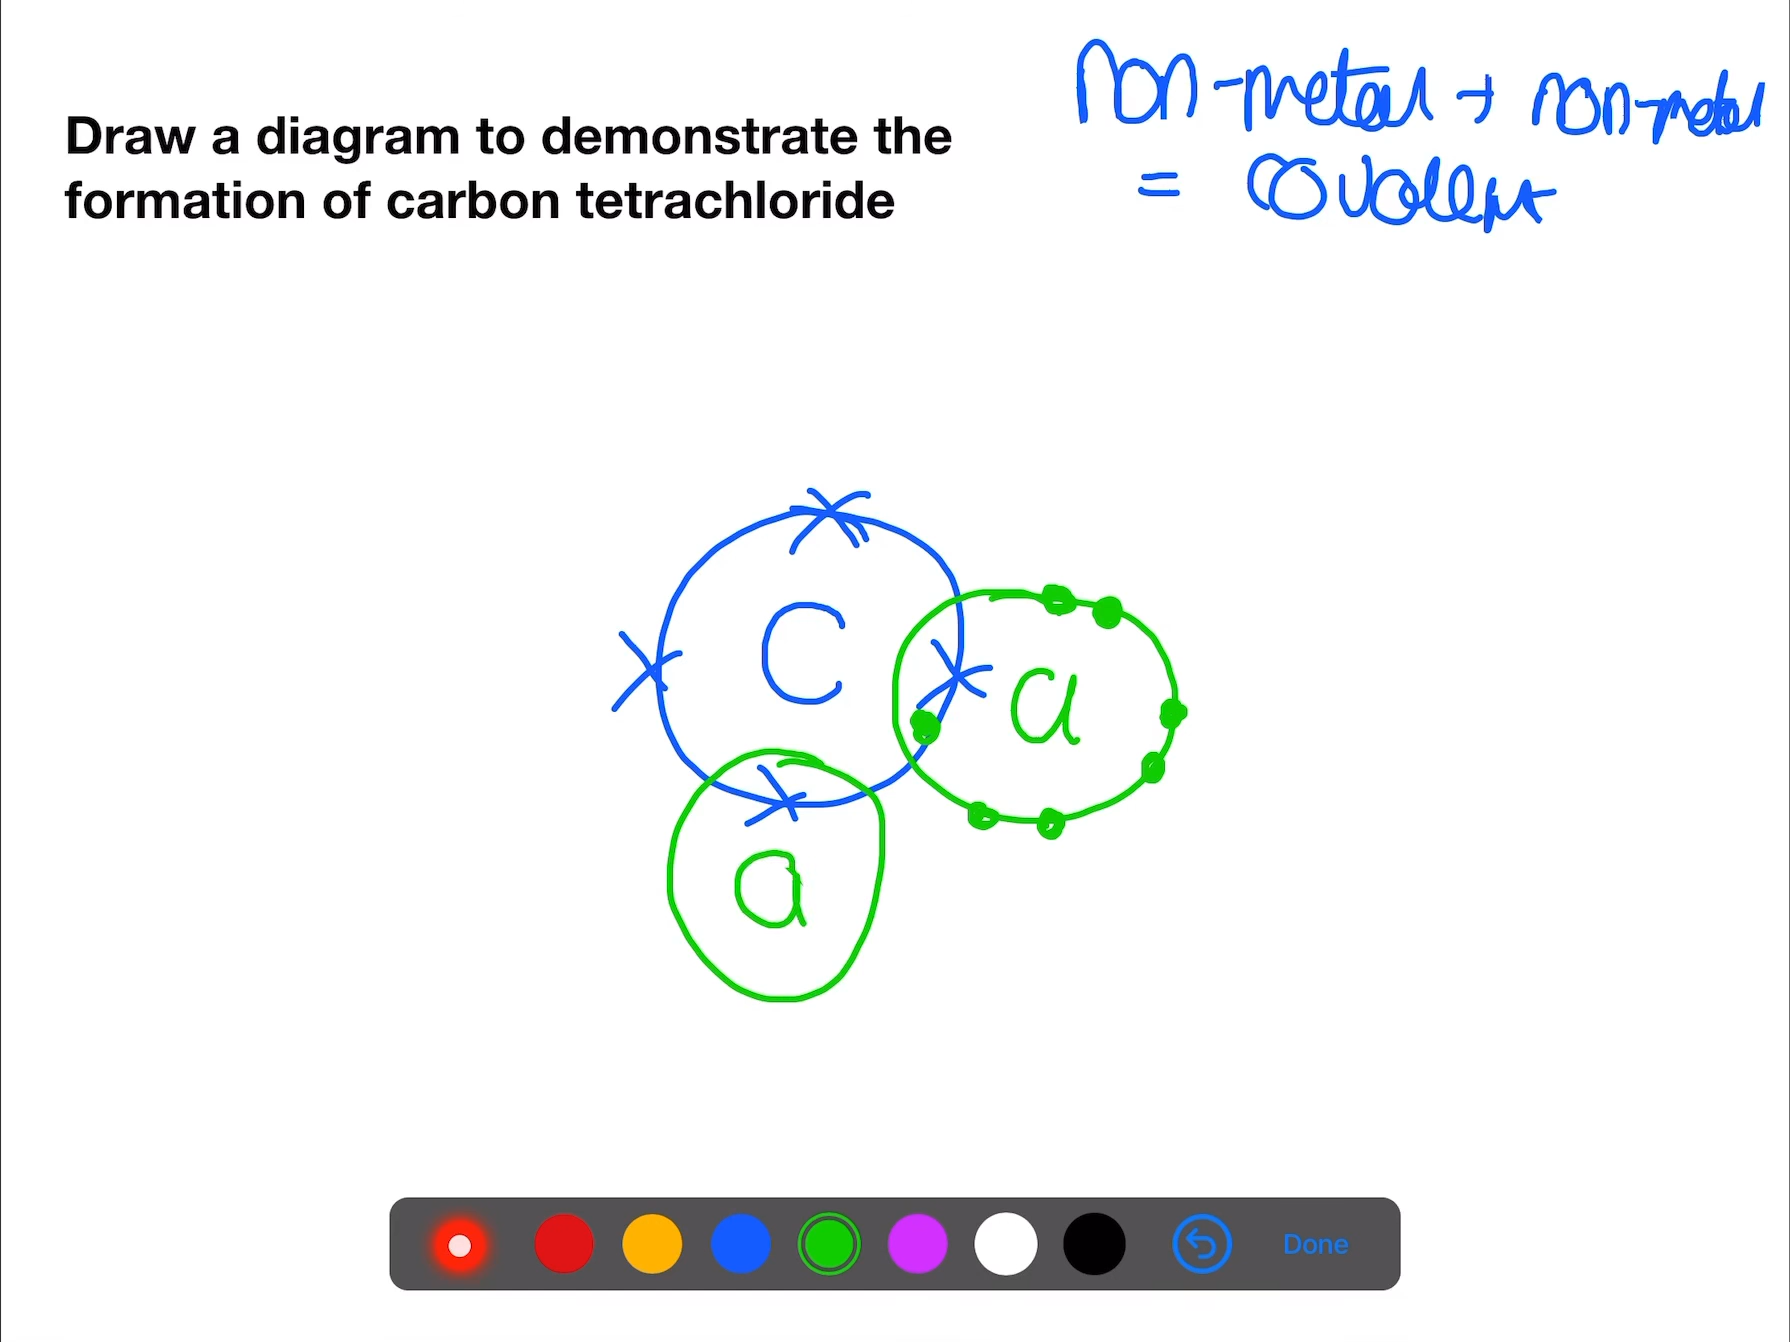 Draw a diagram to demonstrate the
formation of carbon tetrachloride
non-metal + non-metal
= covalent
C
Cl
Cl
Done